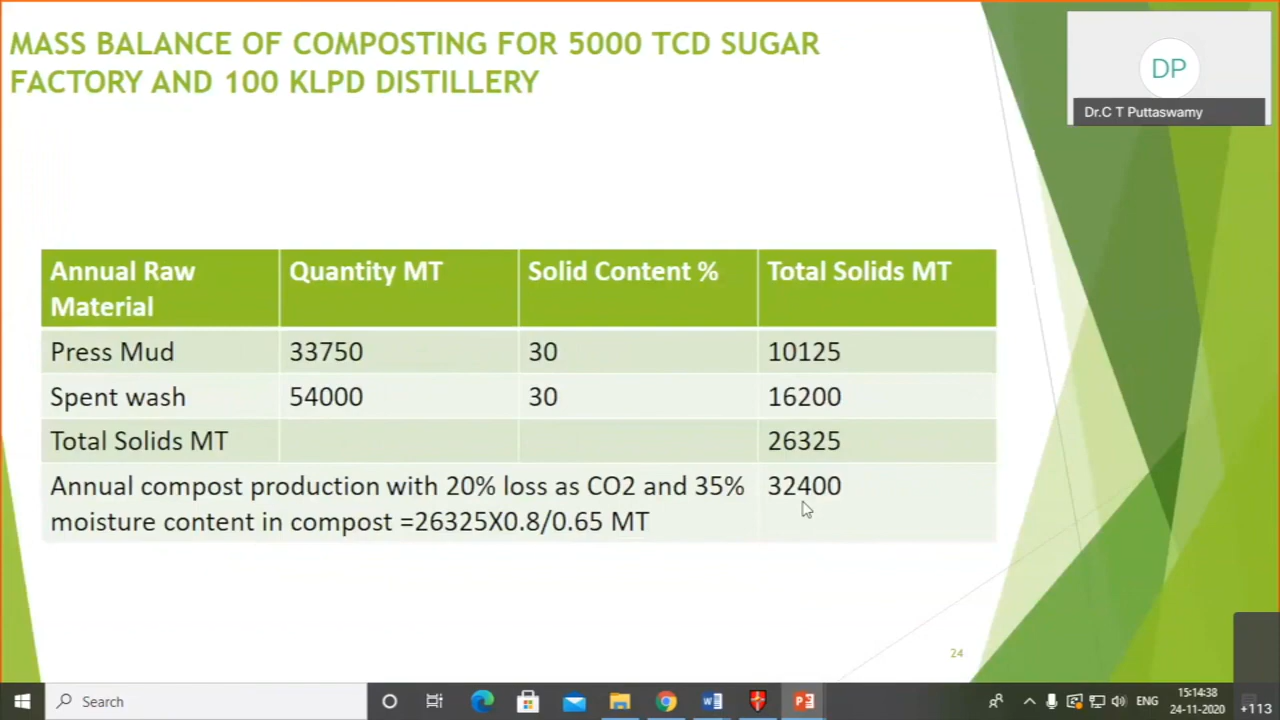 MASS BALANCE OF COMPOSTING FOR 5000 TCD SUGAR
FACTORY AND 100 KLPD DISTILLERY
DP
Dr.C T Puttaswamy
Annual Raw Material Quantity MT Solid Content % Total Solids MT
Press Mud 33750 30 10125
Spent wash 54000 30 16200
Total Solids MT 26325
Annual compost production with 20% loss as CO2 and 35% 32400
moisture content in compost =26325X0.8/0.65 MT
24
Search
ENG
15:14:38
24-11-2020
+113